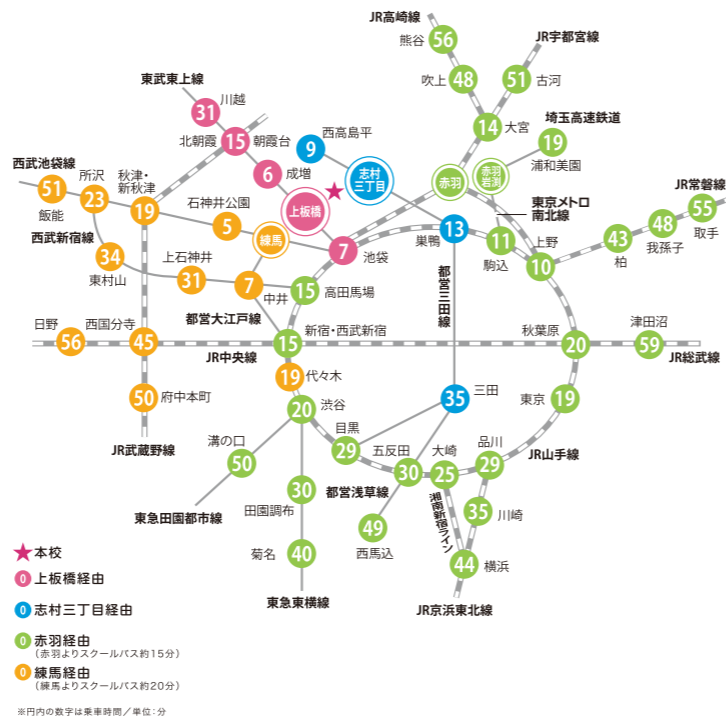 JR高崎線
熊谷
56
JR宇都宮線
吹上
48
51
古河
東武東上線
川越
31
埼玉高速鉄道
14
大宮
北朝霞
15
朝霞台
西高島平
9
19
浦和美園
西武池袋線
所沢
秋津・
新秋津
6
成増
志村
三丁目
赤羽
赤羽
岩淵
51
23
飯能
19
石神井公園
5
上板橋
東京メトロ
南北線
JR常磐線
55
取手
西武新宿線
練馬
13
巣鴨
11
駒込
上野
10
43
柏
48
我孫子
34
東村山
上石神井
31
7
池袋
7
中井
15
高田馬場
都営三田線
都営大江戸線
日野
56
西国分寺
45
JR中央線
15
新宿・西武新宿
秋葉原
20
津田沼
59
JR総武線
50
府中本町
19
代々木
三田
35
東京
19
JR武蔵野線
20
渋谷
目黒
29
五反田
30
大崎
25
品川
29
JR山手線
溝の口
50
都営浅草線
湘南新宿ライン
30
田園調布
49
西馬込
35
川崎
東急田園都市線
菊名
40
44
横浜
東急東横線
JR京浜東北線
本校
0 上板橋経由
0 志村三丁目経由
0 赤羽経由
(赤羽よりスクールバス約15分)
0 練馬経由
(練馬よりスクールバス約20分)
※円内の数字は乗車時間/単位:分